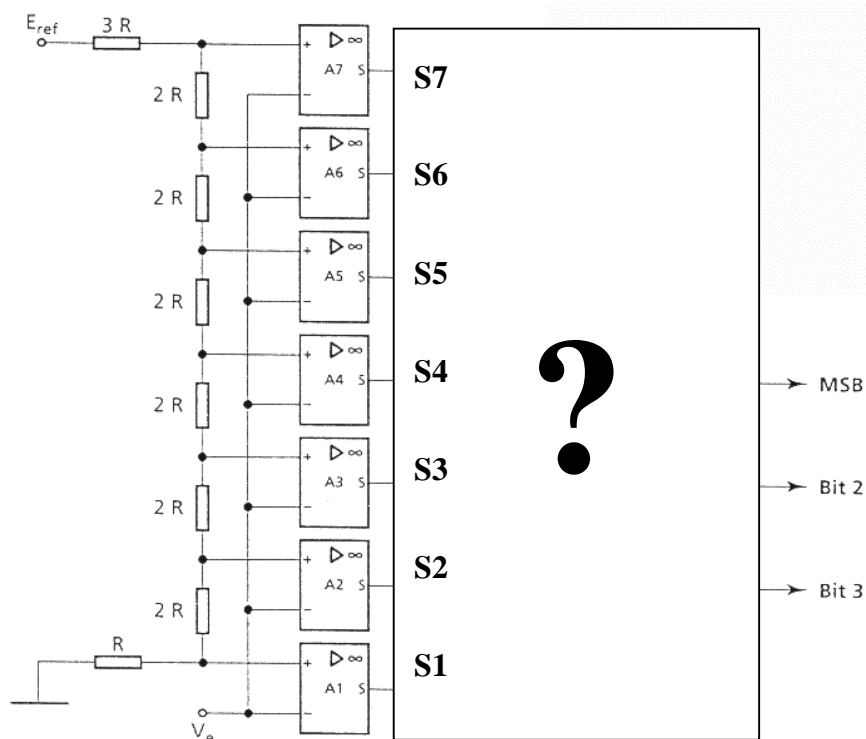 E_ref 3 R
2 R
2 R
2 R
2 R
2 R
2 R
R
V_e
+ ▷ ∞
A7 S
−
+ ▷ ∞
A6 S
−
+ ▷ ∞
A5 S
−
+ ▷ ∞
A4 S
−
+ ▷ ∞
A3 S
−
+ ▷ ∞
A2 S
−
+ ▷ ∞
A1 S
−
S7
S6
S5
S4
S3
S2
S1
?
MSB
Bit 2
Bit 3